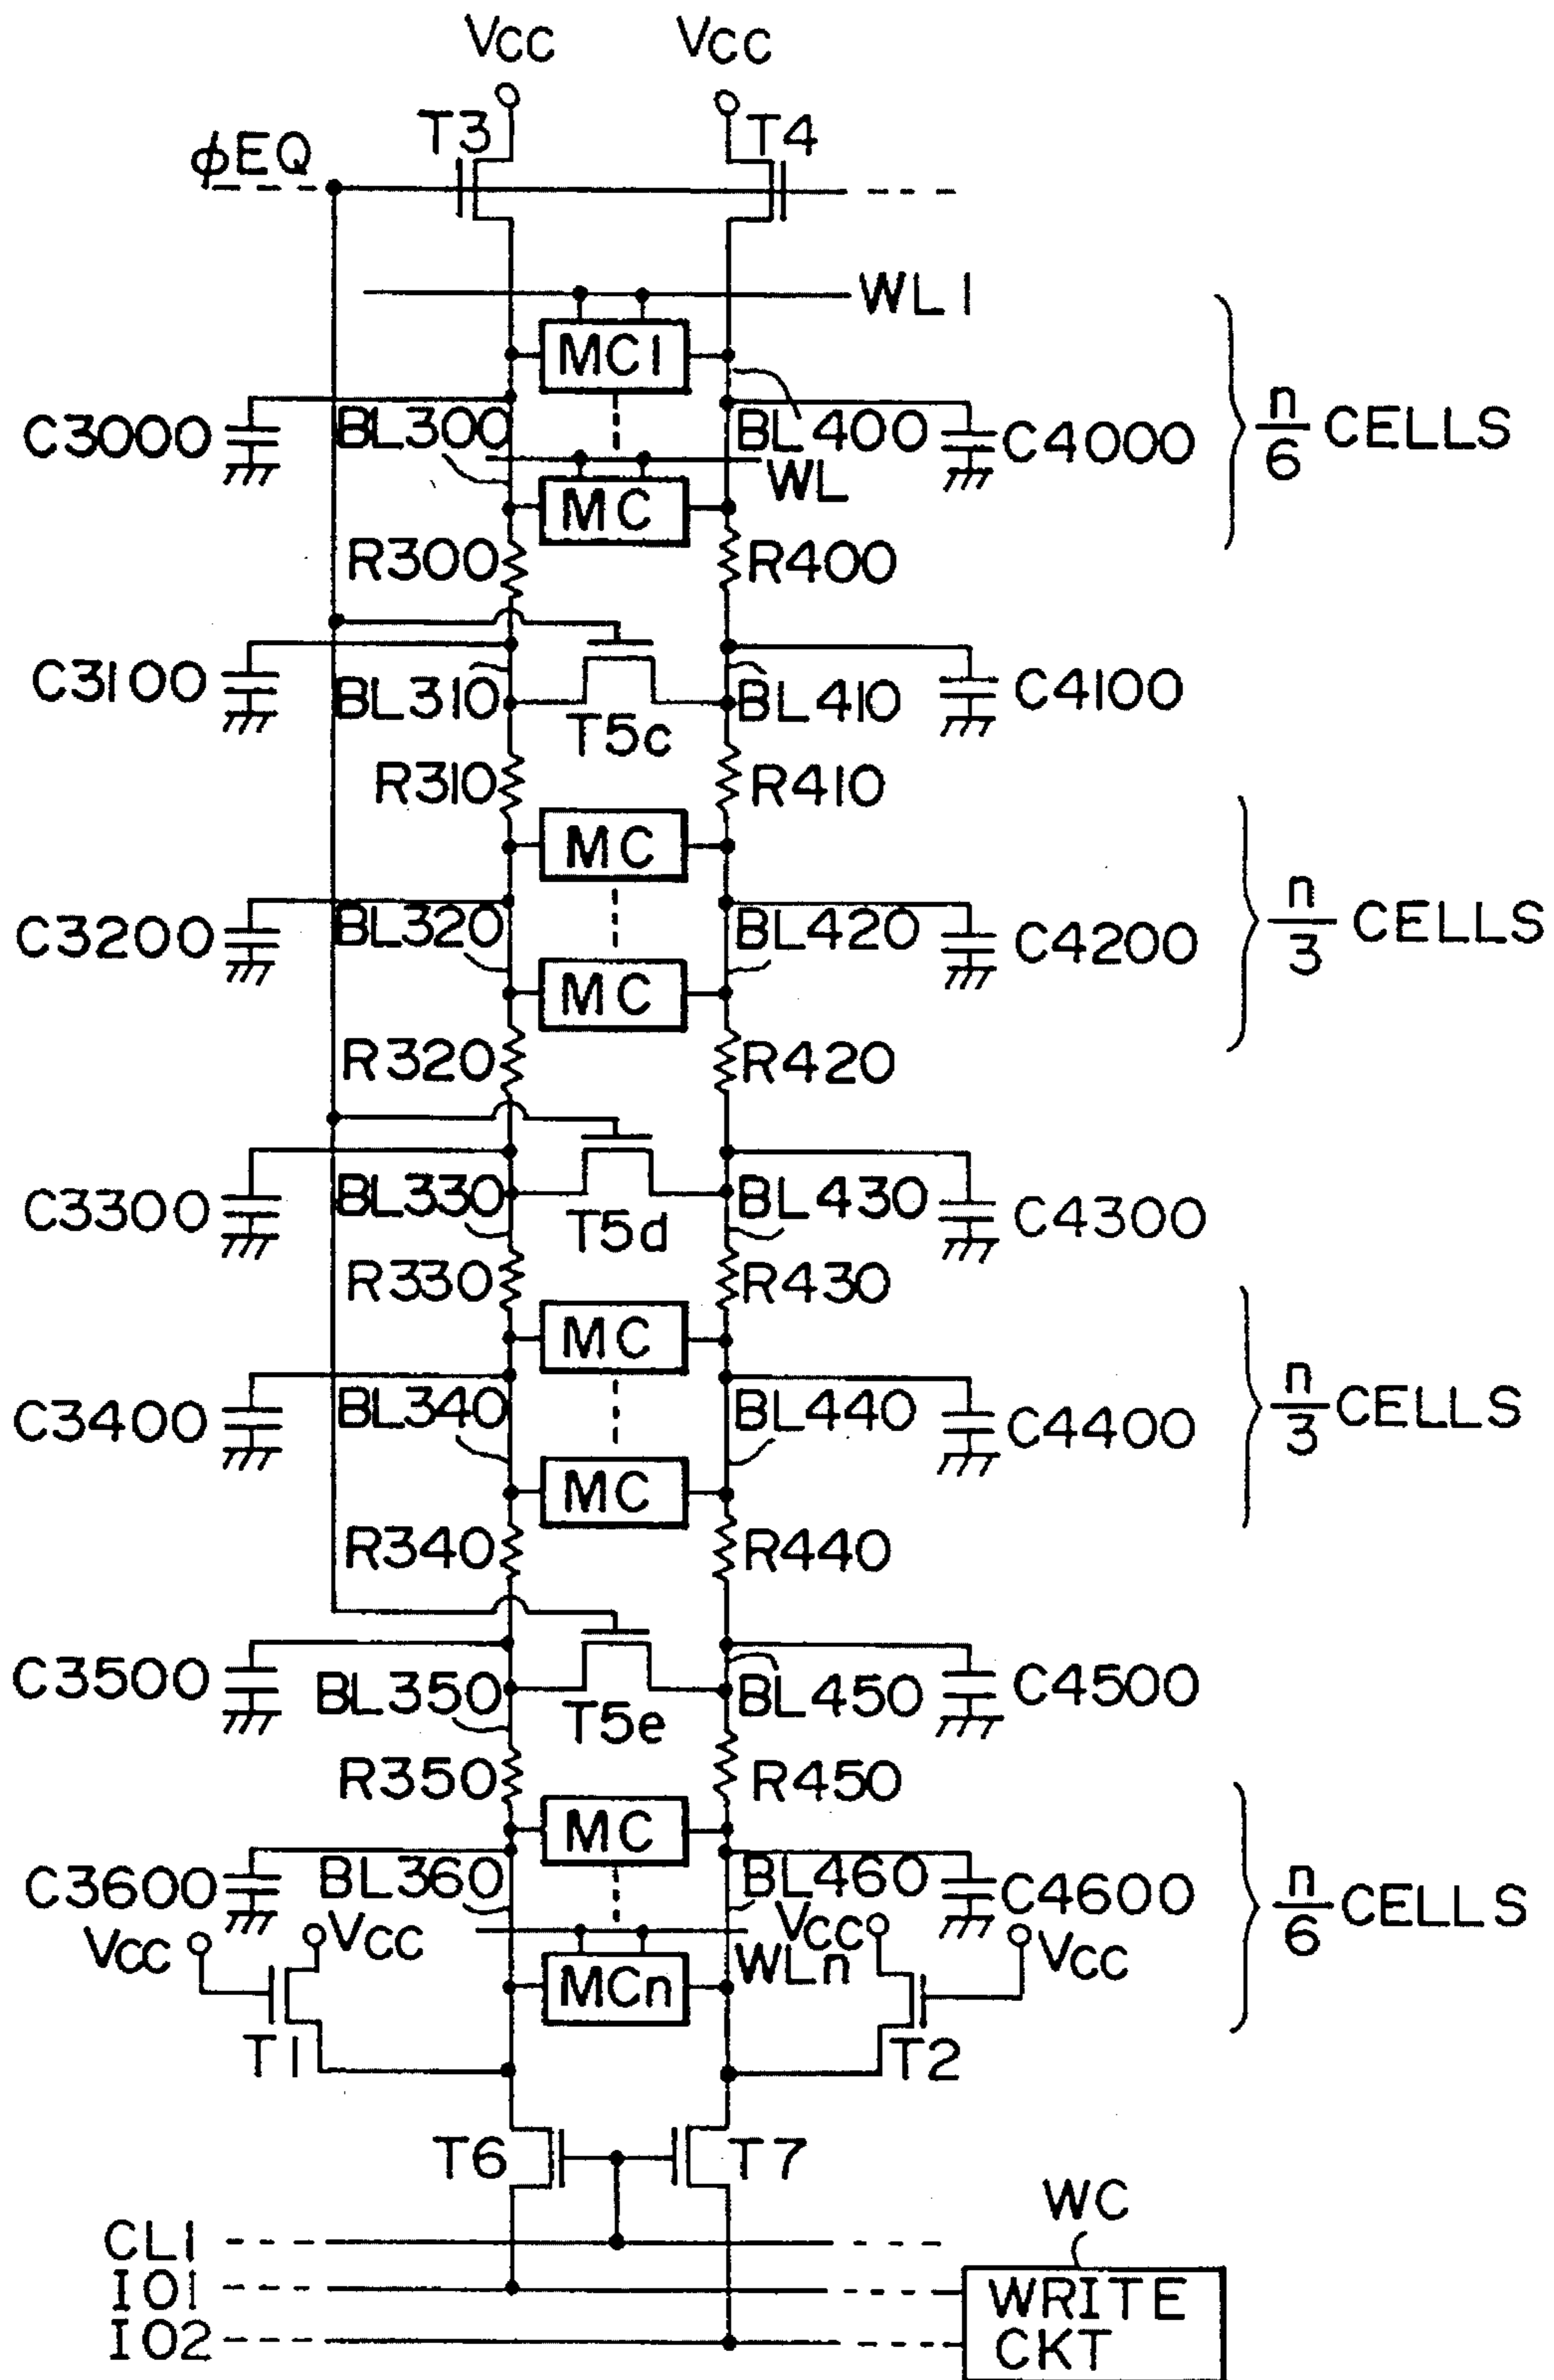 VCC VCC
T3 T4
φEQ
WL1
MC1
C3000 BL300 BL400 C4000 n/6 CELLS
WL
MC
R300 R400
C3100 BL310 BL410 C4100
T5c
R310 R410
MC
C3200 BL320 BL420 C4200 n/3 CELLS
MC
R320 R420
C3300 BL330 BL430 C4300
T5d
R330 R430
MC
C3400 BL340 BL440 C4400 n/3 CELLS
MC
R340 R440
C3500 BL350 BL450 C4500
T5e
R350 R450
MC
C3600 BL360 BL460 C4600 n/6 CELLS
VCC VCC VCC VCC
WLn
MCn
T1 T2
T6 T7
WC
CL1
IO1 WRITE
IO2 CKT